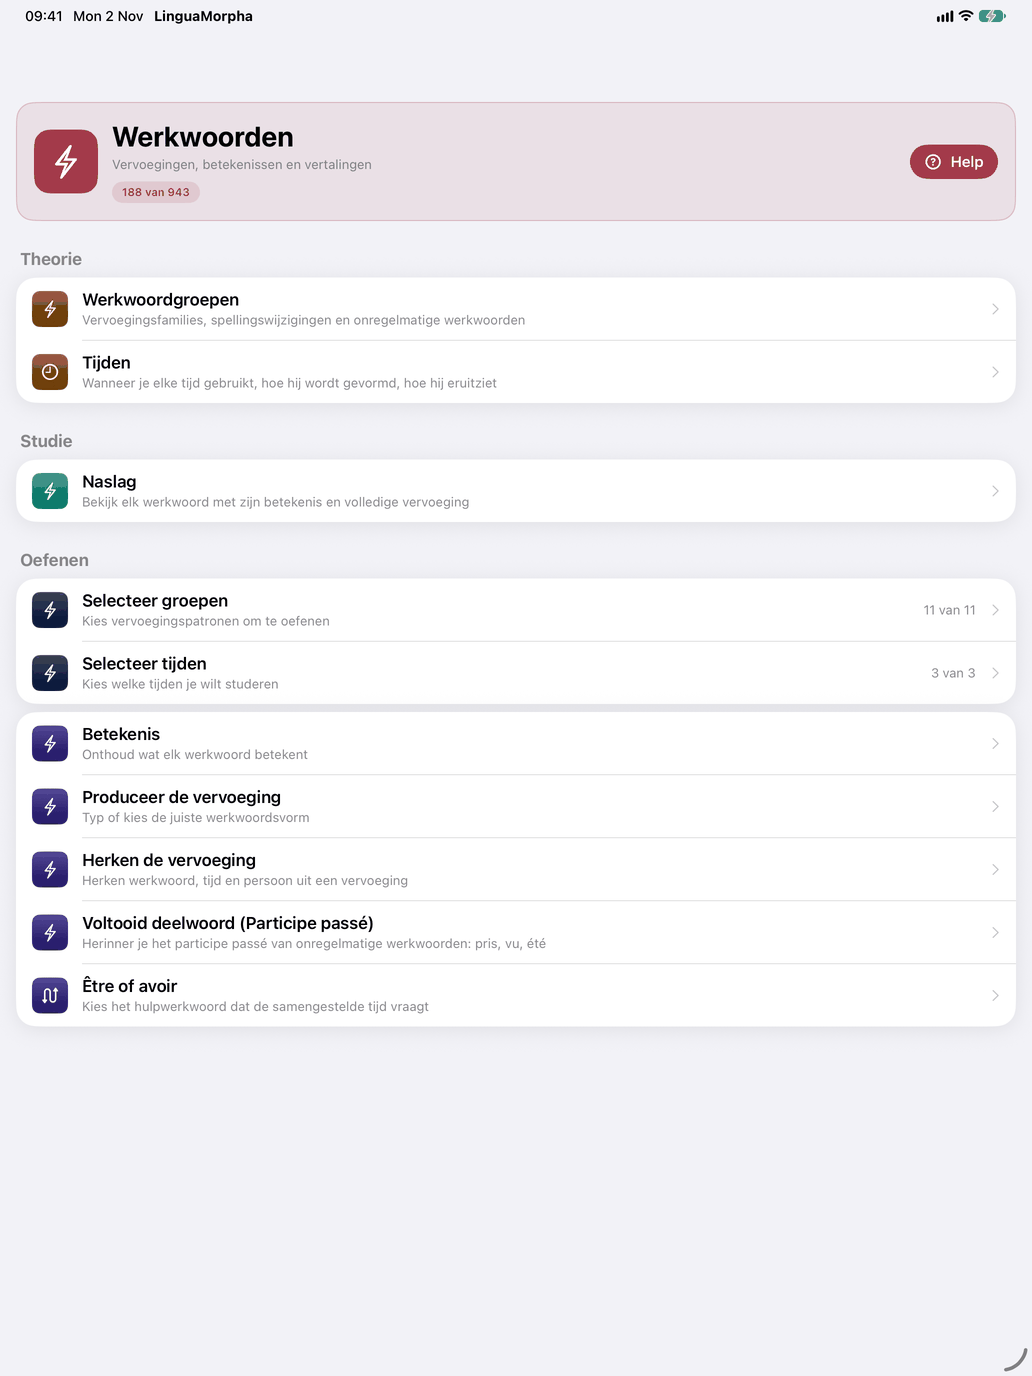 09:41 Mon 2 Nov LinguaMorpha
Werkwoorden
Vervoegingen, betekenissen en vertalingen
188 van 943
Help
Theorie
Werkwoordgroepen
Vervoegingsfamilies, spellingswijzigingen en onregelmatige werkwoorden
Tijden
Wanneer je elke tijd gebruikt, hoe hij wordt gevormd, hoe hij eruitziet
Studie
Naslag
Bekijk elk werkwoord met zijn betekenis en volledige vervoeging
Oefenen
Selecteer groepen
Kies vervoegingspatronen om te oefenen
11 van 11
Selecteer tijden
Kies welke tijden je wilt studeren
3 van 3
Betekenis
Onthoud wat elk werkwoord betekent
Produceer de vervoeging
Typ of kies de juiste werkwoordsvorm
Herken de vervoeging
Herken werkwoord, tijd en persoon uit een vervoeging
Voltooid deelwoord (Participe passé)
Herinner je het participe passé van onregelmatige werkwoorden: pris, vu, été
Être of avoir
Kies het hulpwerkwoord dat de samengestelde tijd vraagt